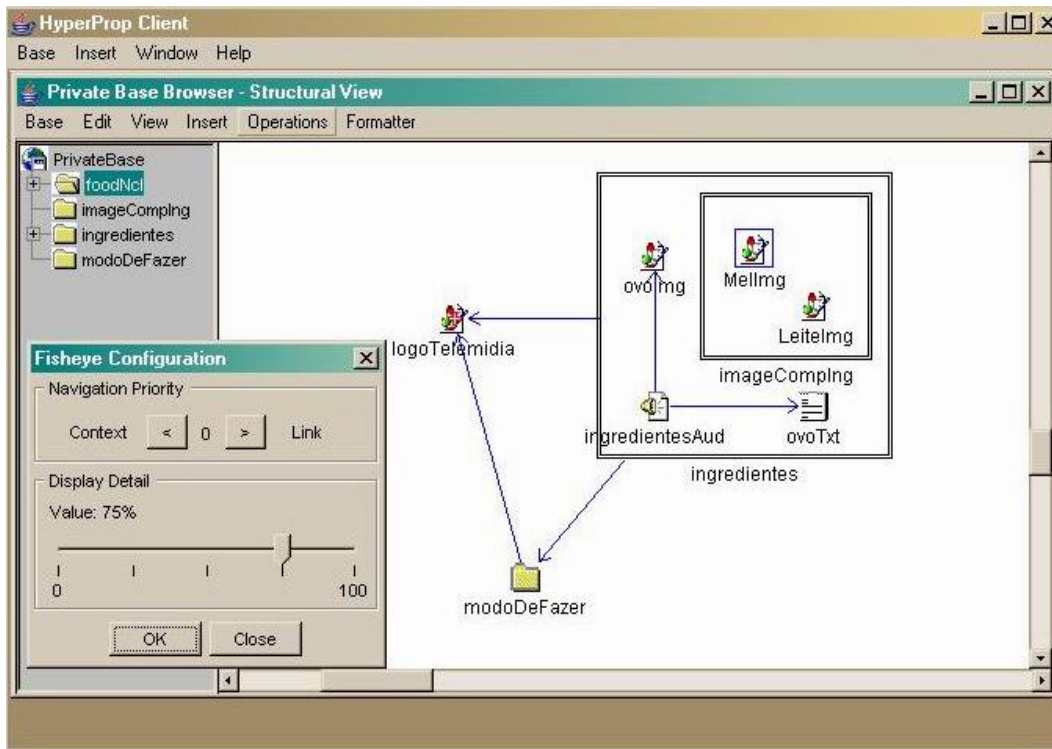 HyperProp Client
Base Insert Window Help
Private Base Browser - Structural View
Base Edit View Insert Operations Formatter
PrivateBase
foodNcl
imageCompIng
ingredientes
modoDeFazer
ovoImg
MelImg
LeiteImg
imageCompIng
logoTelemidia
ingredientesAud ovoTxt
ingredientes
modoDeFazer
Fisheye Configuration
Navigation Priority
Context < 0 > Link
Display Detail
Value: 75%
0 100
OK Close